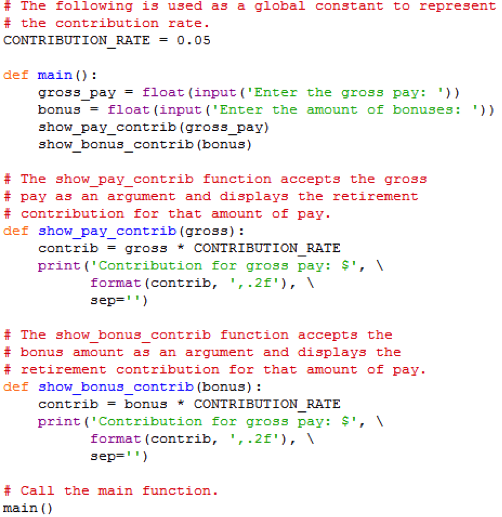 # The following is used as a global constant to represent
# the contribution rate.
CONTRIBUTION_RATE = 0.05
def main():
    gross_pay = float(input('Enter the gross pay: '))
    bonus = float(input('Enter the amount of bonuses: '))
    show_pay_contrib(gross_pay)
    show_bonus_contrib(bonus)
# The show_pay_contrib function accepts the gross
# pay as an argument and displays the retirement
# contribution for that amount of pay.
def show_pay_contrib(gross):
    contrib = gross * CONTRIBUTION_RATE
    print('Contribution for gross pay: $', \
          format(contrib, ',.2f'), \
          sep='')
# The show_bonus_contrib function accepts the
# bonus amount as an argument and displays the
# retirement contribution for that amount of pay.
def show_bonus_contrib(bonus):
    contrib = bonus * CONTRIBUTION_RATE
    print('Contribution for gross pay: $', \
          format(contrib, ',.2f'), \
          sep='')
# Call the main function.
main()